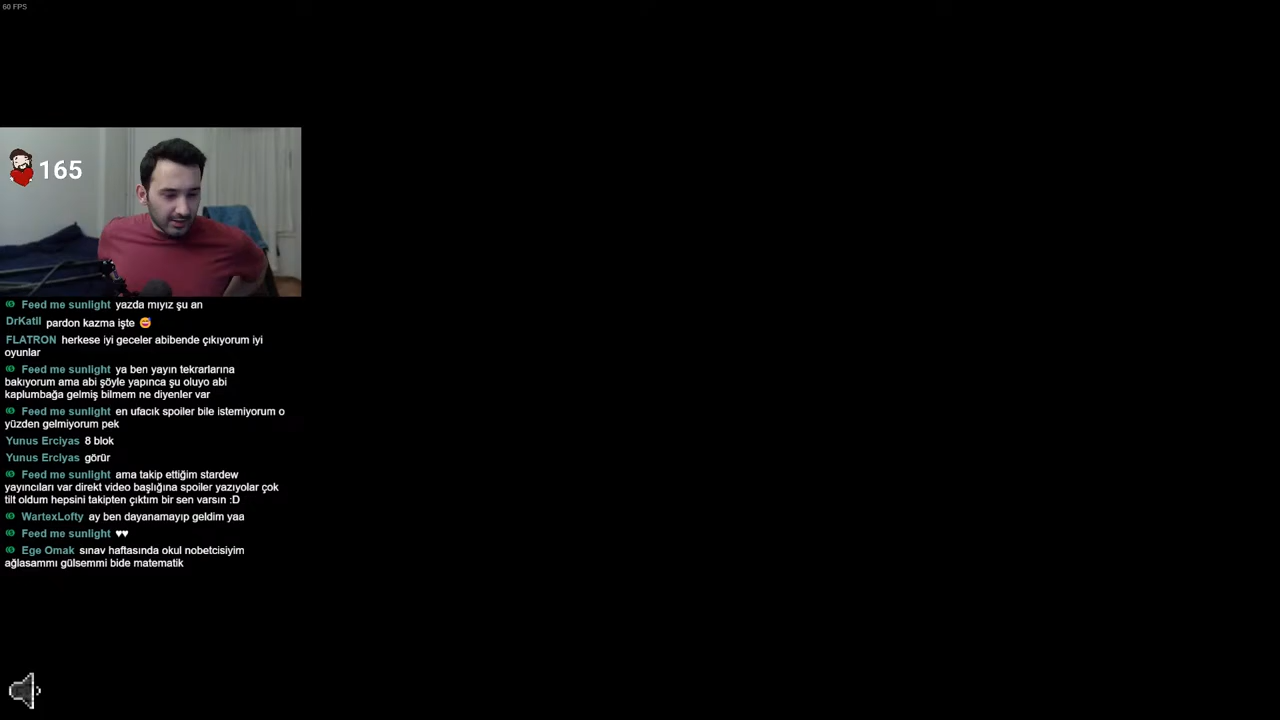 60 FPS
165
Feed me sunlight yazda mıyız şu an
DrKatil pardon kazma işte 😅
FLATRON herkese iyi geceler abibende çıkıyorum iyi
oyunlar
Feed me sunlight ya ben yayın tekrarlarına
bakıyorum ama abi şöyle yapınca şu oluyo abi
kaplumbağa gelmiş bilmem ne diyenler var
Feed me sunlight en ufacık spoiler bile istemiyorum o
yüzden gelmiyorum pek
Yunus Erciyas 8 blok
Yunus Erciyas görür
Feed me sunlight ama takip ettiğim stardew
yayıncıları var direkt video başlığına spoiler yazıyolar çok
tilt oldum hepsini takipten çıktım bir sen varsın :D
WartexLofty ay ben dayanamayıp geldim yaa
Feed me sunlight ♥♥
Ege Omak sınav haftasında okul nobetcisiyim
ağlasammı gülsemmi bide matematik